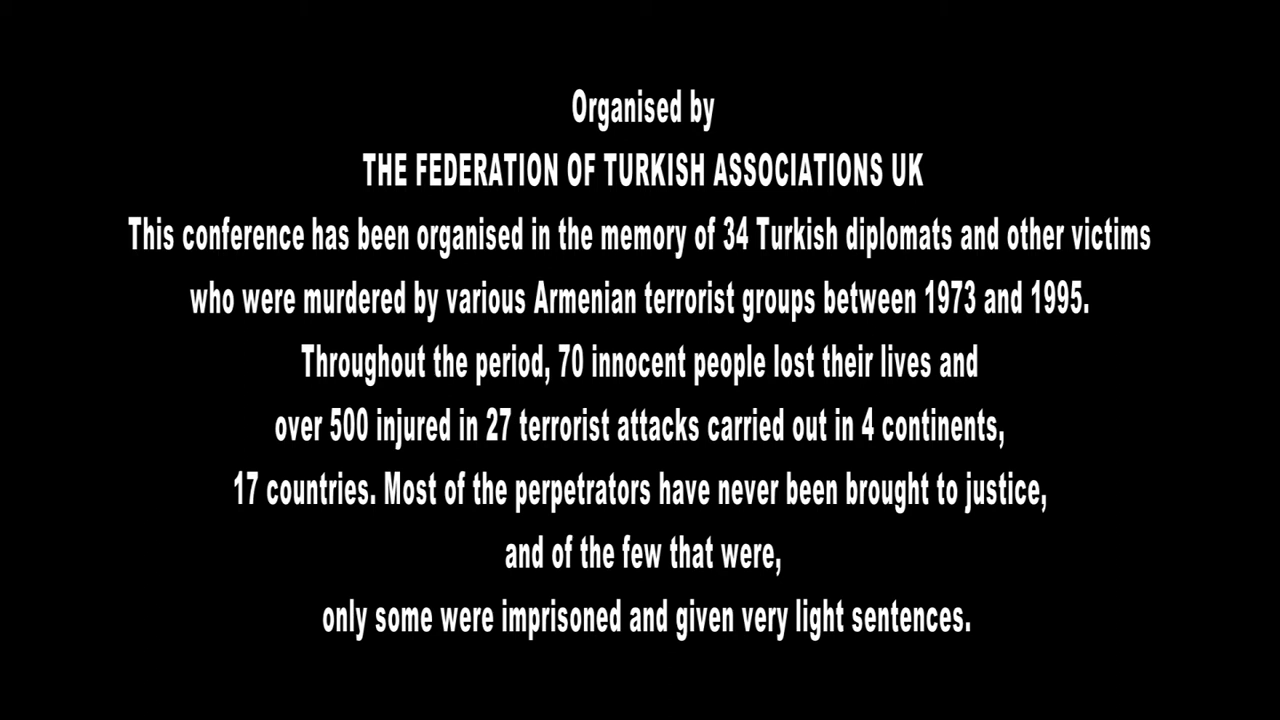 Organised by
THE FEDERATION OF TURKISH ASSOCIATIONS UK
This conference has been organised in the memory of 34 Turkish diplomats and other victims
who were murdered by various Armenian terrorist groups between 1973 and 1995.
Throughout the period, 70 innocent people lost their lives and
over 500 injured in 27 terrorist attacks carried out in 4 continents,
17 countries. Most of the perpetrators have never been brought to justice,
and of the few that were,
only some were imprisoned and given very light sentences.